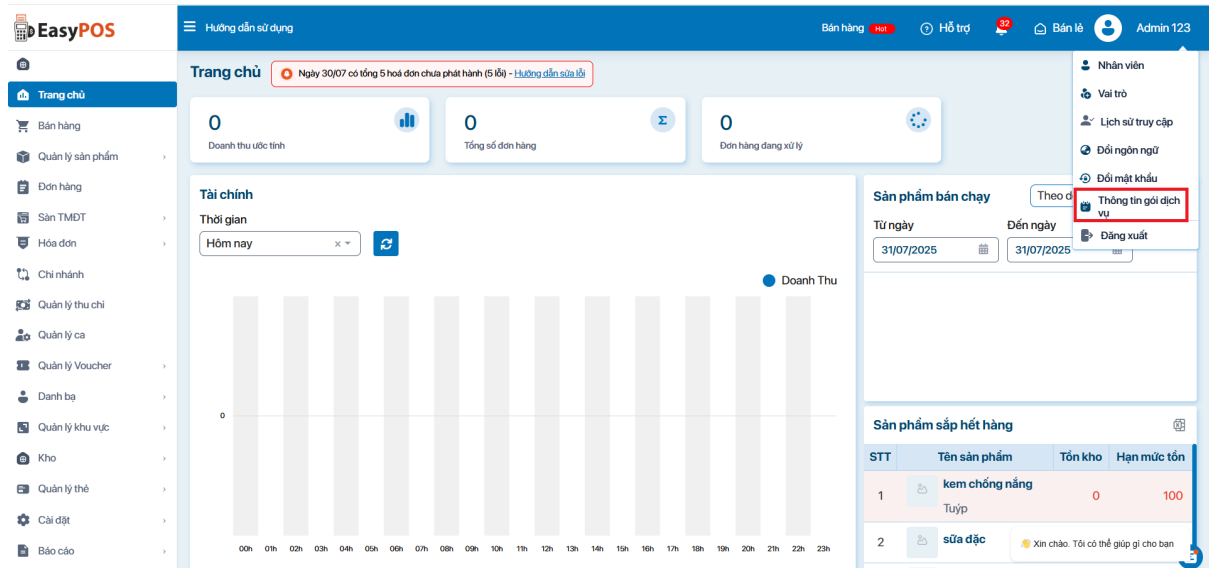 EasyPOS
Hướng dẫn sử dụng
Bán hàng Hot
Hỗ trợ
32
Bán lẻ
Admin 123
Trang chủ
Bán hàng
Quản lý sản phẩm
Đơn hàng
Sàn TMĐT
Hóa đơn
Chi nhánh
Quản lý thu chi
Quản lý ca
Quản lý Voucher
Danh bạ
Quản lý khu vực
Kho
Quản lý thẻ
Cài đặt
Báo cáo
Trang chủ
Ngày 30/07 có tổng 5 hoá đơn chưa phát hành (5 lỗi) - Hướng dẫn sửa lỗi
0
Doanh thu ước tính
0
Tổng số đơn hàng
Σ
0
Đơn hàng đang xử lý
Nhân viên
Vai trò
Lịch sử truy cập
Đổi ngôn ngữ
Đổi mật khẩu
Thông tin gói dịch
vụ
Đăng xuất
Tài chính
Thời gian
Hôm nay
Doanh Thu
0
00h 01h 02h 03h 04h 05h 06h 07h 08h 09h 10h 11h 12h 13h 14h 15h 16h 17h 18h 19h 20h 21h 22h 23h
Sản phẩm bán chạy
Theo d
Từ ngày
Đến ngày
31/07/2025
31/07/2025
Sản phẩm sắp hết hàng
STT Tên sản phẩm Tồn kho Hạn mức tồn
1 kem chống nắng 0 100
Tuýp
2 sữa đặc
Xin chào. Tôi có thể giúp gì cho bạn